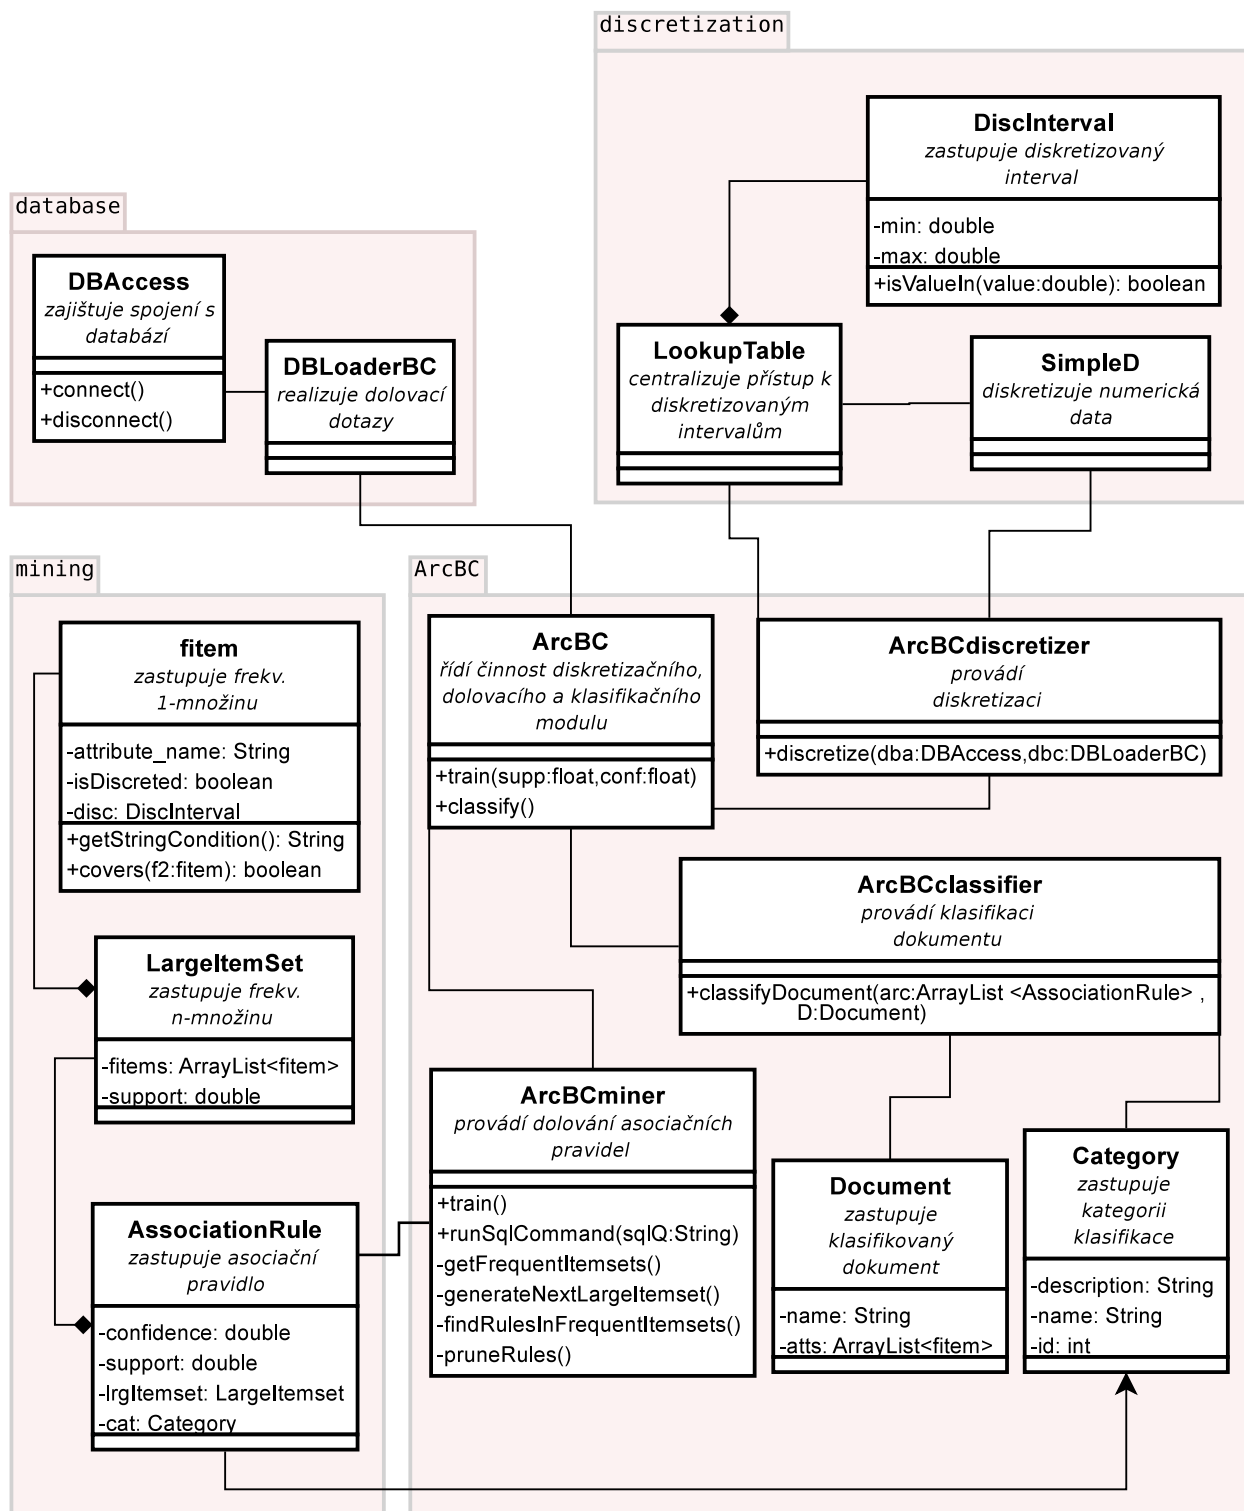 discretization
DiscInterval
zastupuje diskretizovaný
interval
-min: double
-max: double
+isValueIn(value:double): boolean
LookupTable
centralizuje přístup k
diskretizovaným
intervalům
SimpleD
diskretizuje numerická
data
database
DBAccess
zajištuje spojení s
databází
+connect()
+disconnect()
DBLoaderBC
realizuje dolovací
dotazy
mining
fitem
zastupuje frekv.
1-množinu
-attribute_name: String
-isDiscreted: boolean
-disc: DiscInterval
+getStringCondition(): String
+covers(f2:fitem): boolean
LargeItemSet
zastupuje frekv.
n-množinu
-fitems: ArrayList<fitem>
-support: double
AssociationRule
zastupuje asociační
pravidlo
-confidence: double
-support: double
-lrgItemset: LargeItemset
-cat: Category
ArcBC
ArcBC
řídí činnost diskretizačního,
dolovacího a klasifikačního
modulu
+train(supp:float,conf:float)
+classify()
ArcBCdiscretizer
provádí
diskretizaci
+discretize(dba:DBAccess,dbc:DBLoaderBC)
ArcBCclassifier
provádí klasifikaci
dokumentu
+classifyDocument(arc:ArrayList <AssociationRule> ,
D:Document)
ArcBCminer
provádí dolování asociačních
pravidel
+train()
+runSqlCommand(sqlQ:String)
-getFrequentItemsets()
-generateNextLargeItemset()
-findRulesInFrequentItemsets()
-pruneRules()
Document
zastupuje
klasifikovaný
dokument
-name: String
-atts: ArrayList<fitem>
Category
zastupuje
kategorii
klasifikace
-description: String
-name: String
-id: int